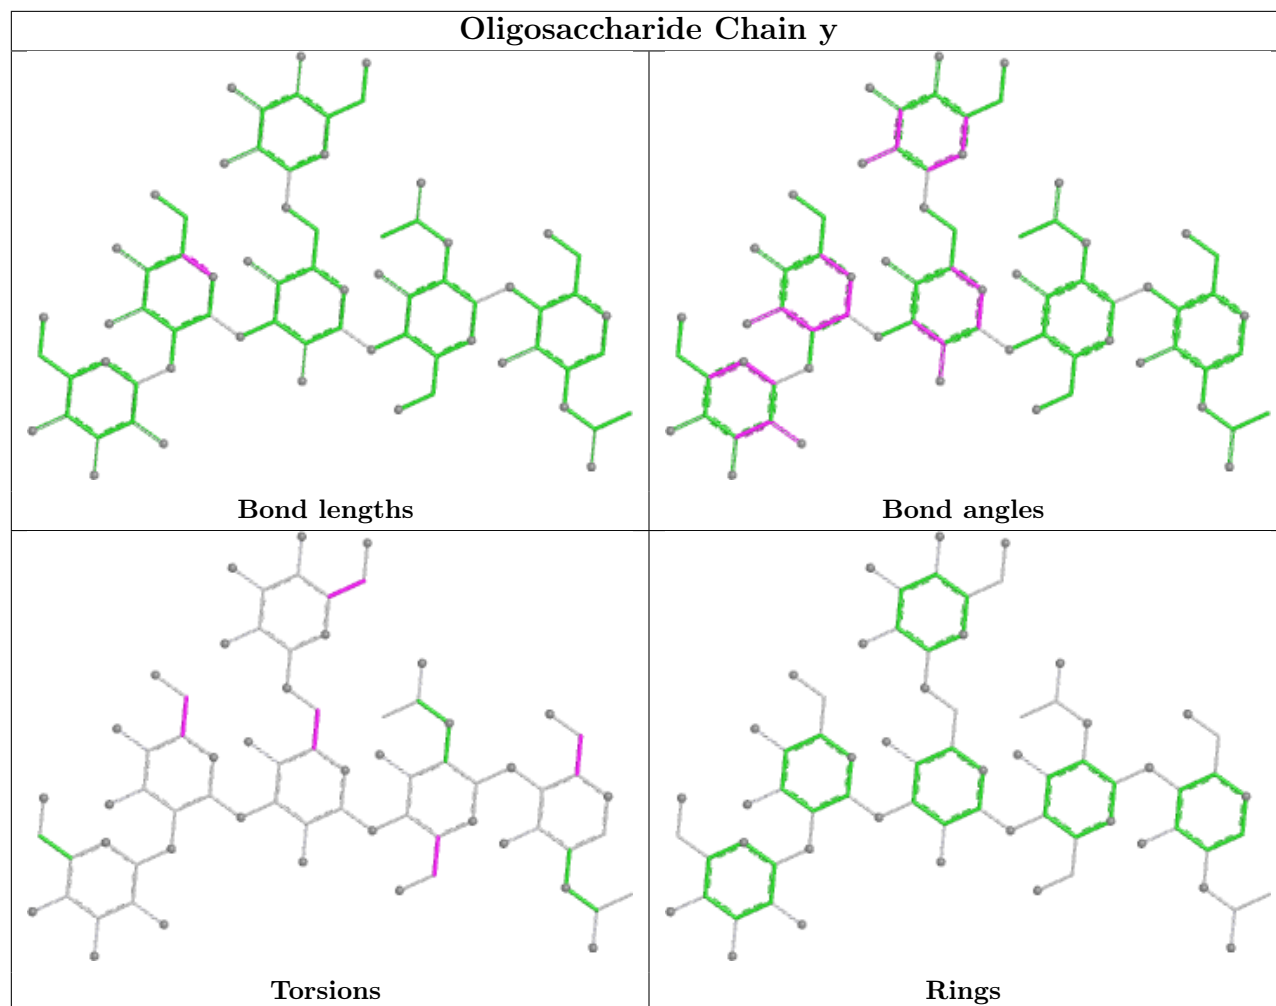 Oligosaccharide Chain y
Bond lengths
Bond angles
Torsions
Rings